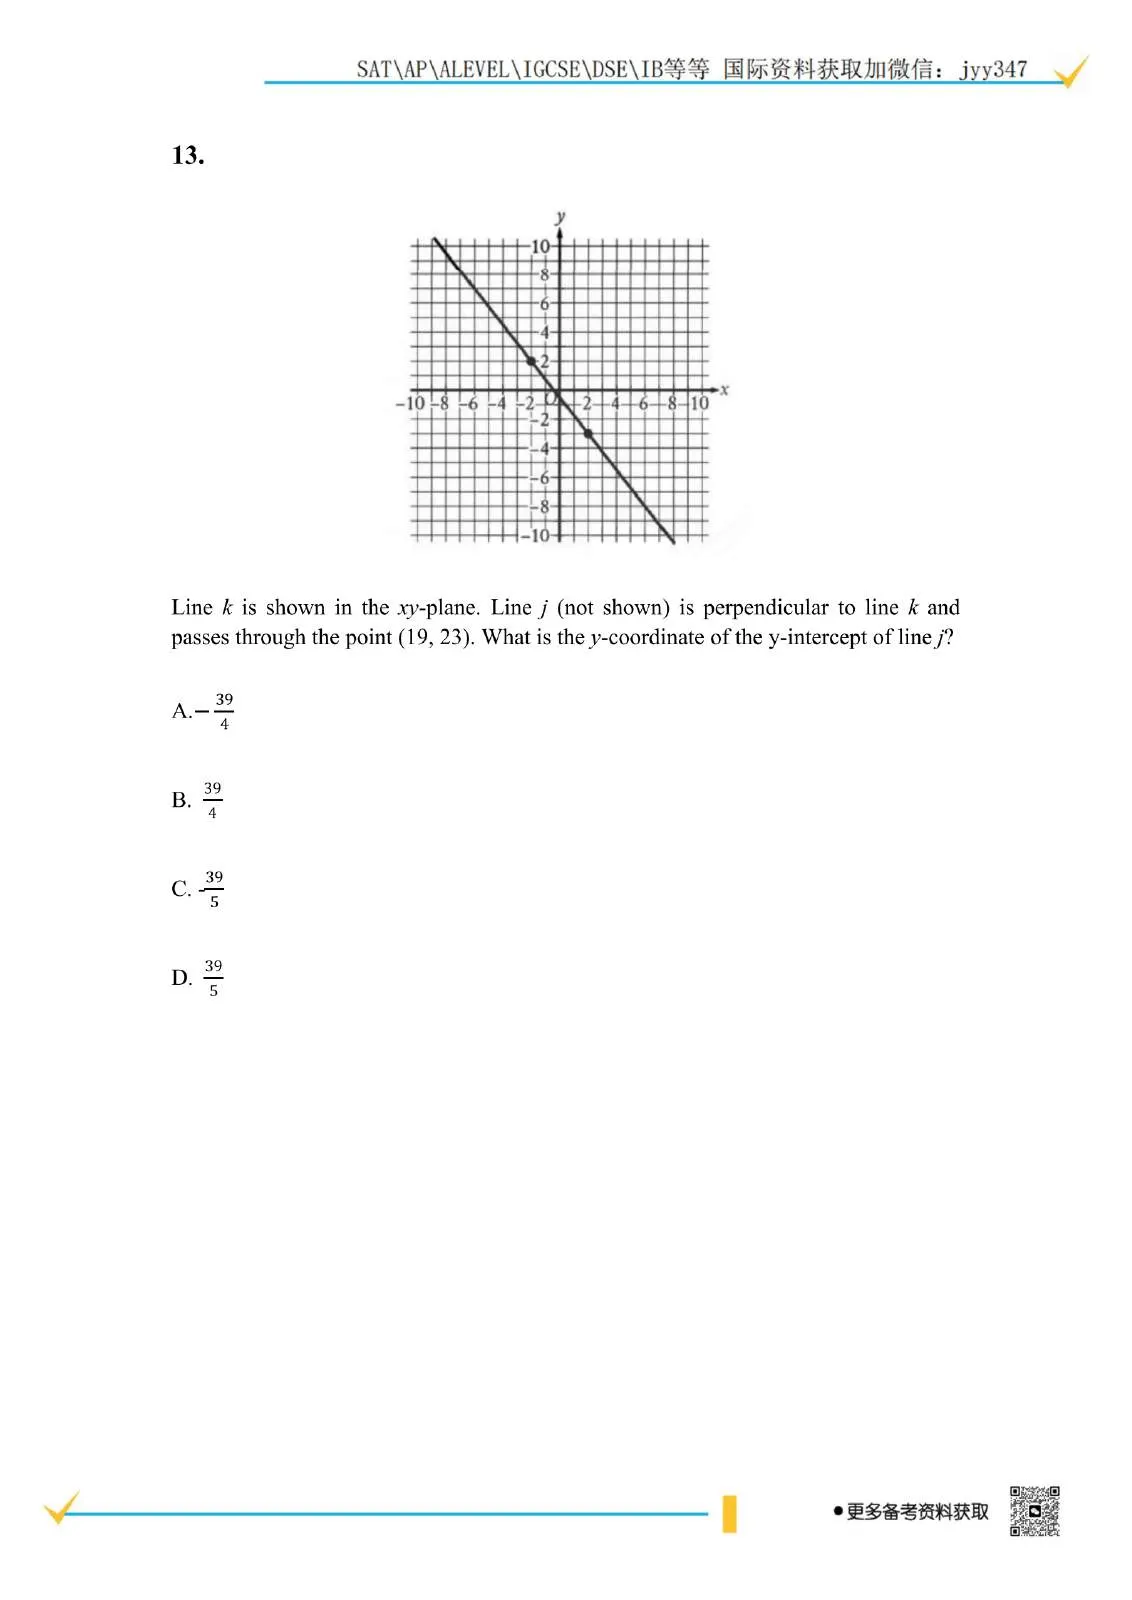 SAT\AP\ALEVEL\IGCSE\DSE\IB等等 国际资料获取加微信：jyy347
13.
y
10
8
6
4
2
-10 -8 -6 -4 -2 O 2 4 6 8 10 x
-2
-4
-6
-8
-10
Line k is shown in the xy-plane. Line j (not shown) is perpendicular to line k and
passes through the point (19, 23). What is the y-coordinate of the y-intercept of line j?
A.− 39/4
B. 39/4
C. -39/5
D. 39/5
●更多备考资料获取